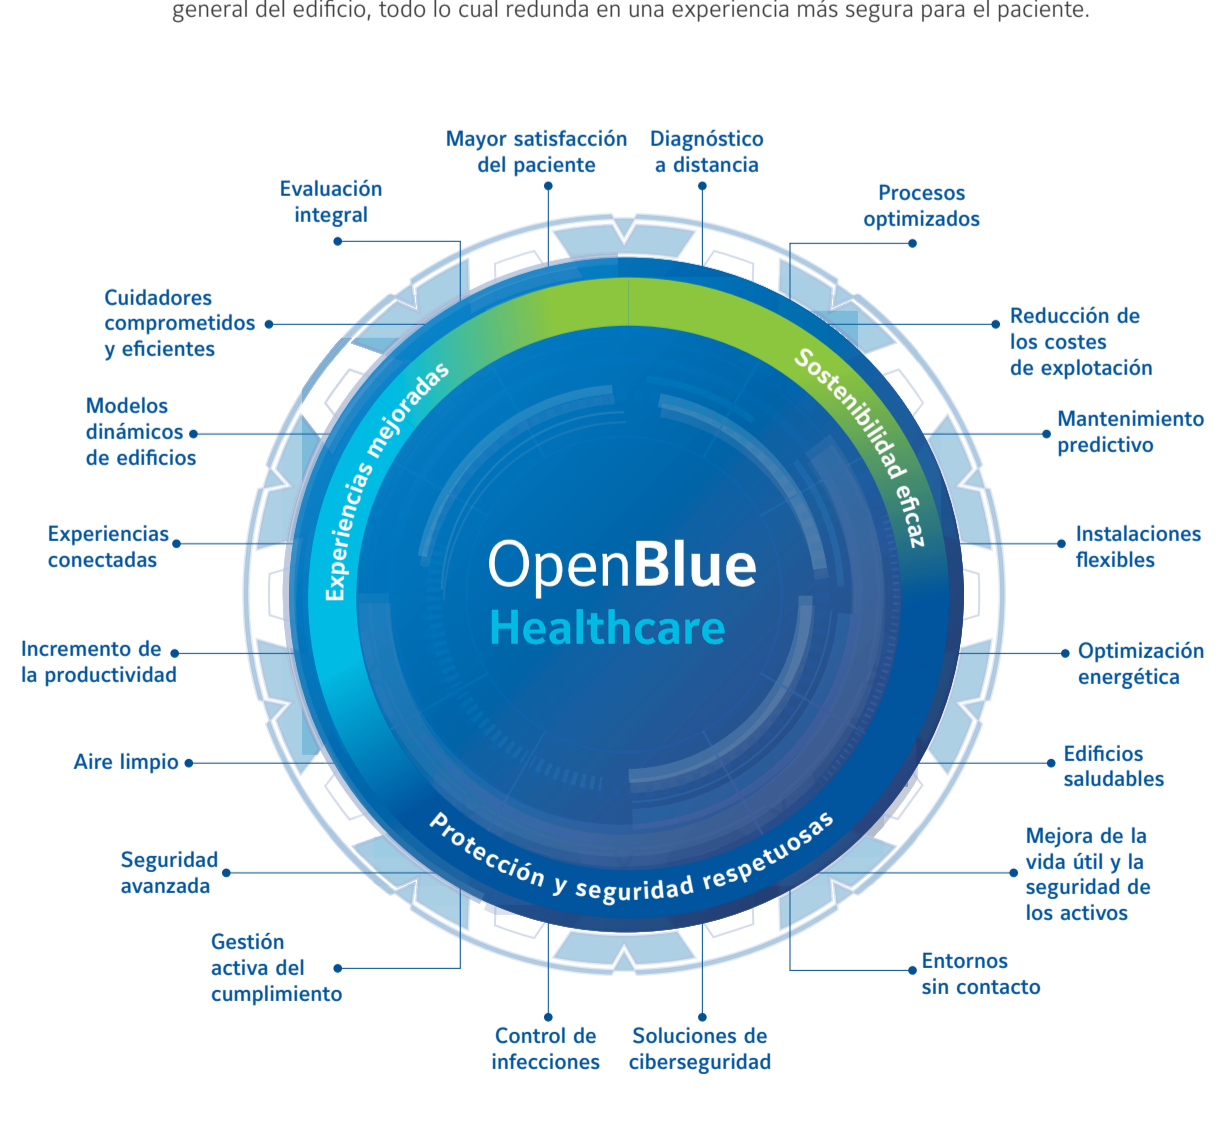 general del edificio, todo lo cual redunda en una experiencia más segura para el paciente.
Mayor satisfacción
del paciente
Diagnóstico
a distancia
Procesos
optimizados
Reducción de
los costes
de explotación
Mantenimiento
predictivo
Instalaciones
flexibles
Optimización
energética
Edificios
saludables
Mejora de la
vida útil y la
seguridad de
los activos
Entornos
sin contacto
Soluciones de
ciberseguridad
Control de
infecciones
Gestión
activa del
cumplimiento
Seguridad
avanzada
Aire limpio
Incremento de
la productividad
Experiencias
conectadas
Modelos
dinámicos
de edificios
Cuidadores
comprometidos
y eficientes
Evaluación
integral
Experiencias mejoradas
Sostenibilidad eficaz
Protección y seguridad respetuosas
OpenBlue
Healthcare